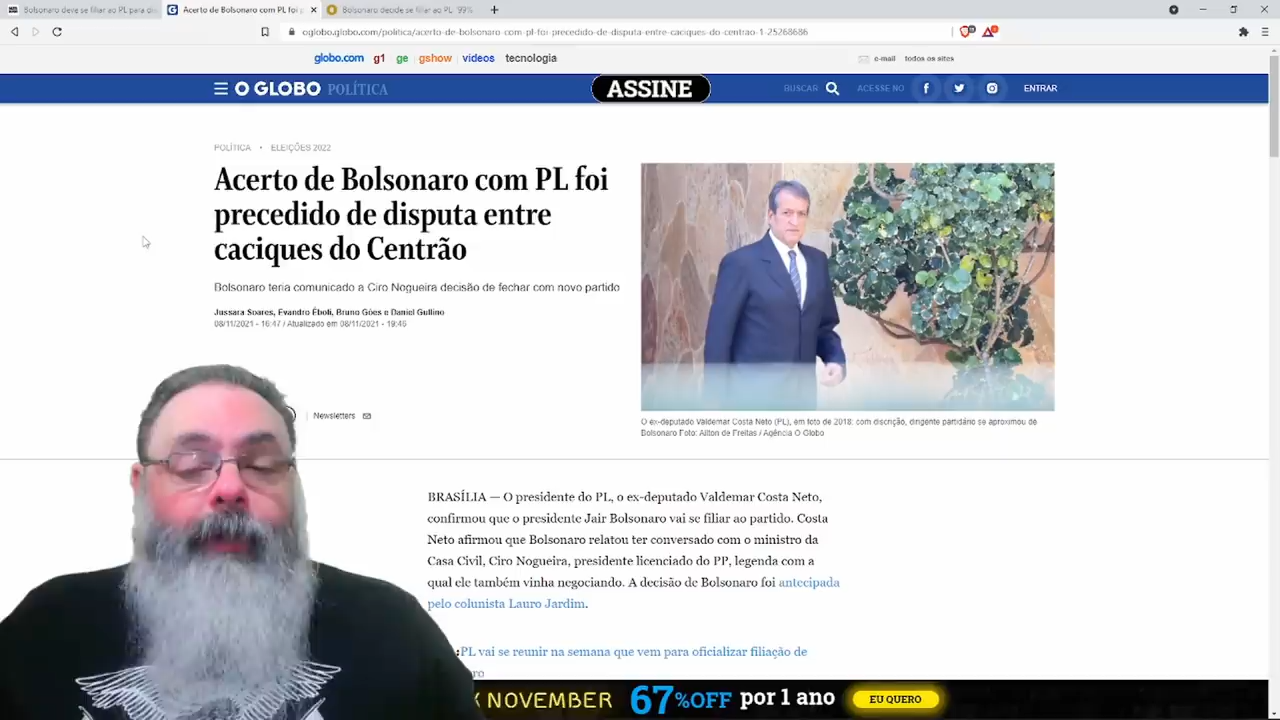 Bolsonaro deve se filiar ao PL para dis
Acerto de Bolsonaro com PL foi p
Bolsonaro decide se filiar ao PL: 99%
oglobo.globo.com/politica/acerto-de-bolsonaro-com-pl-foi-precedido-de-disputa-entre-caciques-do-centrao-1-25268686
globo.com g1 ge gshow videos tecnologia
e-mail todos os sites
O GLOBO POLÍTICA
ASSINE
BUSCAR
ACESSE NO
ENTRAR
POLÍTICA • ELEIÇÕES 2022
Acerto de Bolsonaro com PL foi
precedido de disputa entre
caciques do Centrão
Bolsonaro teria comunicado a Ciro Nogueira decisão de fechar com novo partido
Jussara Soares, Evandro Éboli, Bruno Góes e Daniel Gullino
08/11/2021 - 16:47 / Atualizado em 08/11/2021 - 19:46
Newsletters
O ex-deputado Valdemar Costa Neto (PL), em foto de 2018: com discrição, dirigente partidário se aproximou de
Bolsonaro Foto: Ailton de Freitas / Agência O Globo
BRASÍLIA — O presidente do PL, o ex-deputado Valdemar Costa Neto,
confirmou que o presidente Jair Bolsonaro vai se filiar ao partido. Costa
Neto afirmou que Bolsonaro relatou ter conversado com o ministro da
Casa Civil, Ciro Nogueira, presidente licenciado do PP, legenda com a
qual ele também vinha negociando. A decisão de Bolsonaro foi antecipada
pelo colunista Lauro Jardim.
:PL vai se reunir na semana que vem para oficializar filiação de
ro
K NOVEMBER 67%OFF por 1 ano EU QUERO